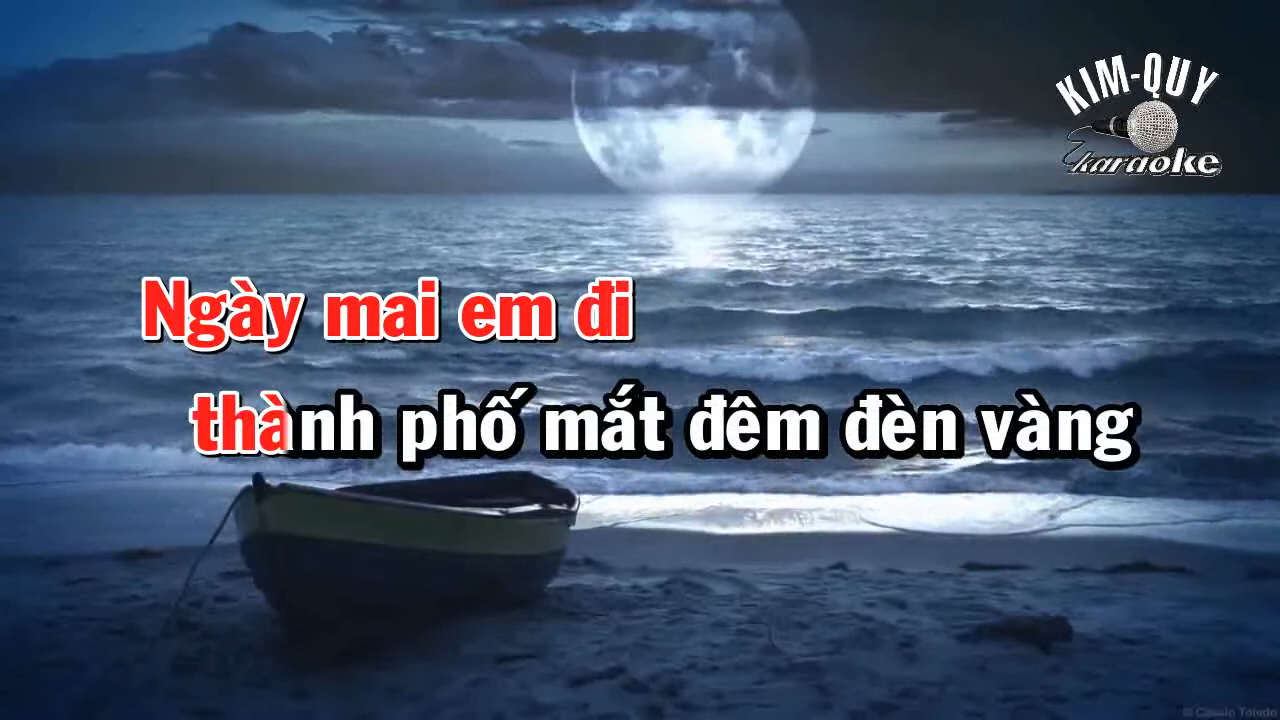 KIM-QUY
karaoke
Ngày mai em đi
thành phố mắt đêm đèn vàng